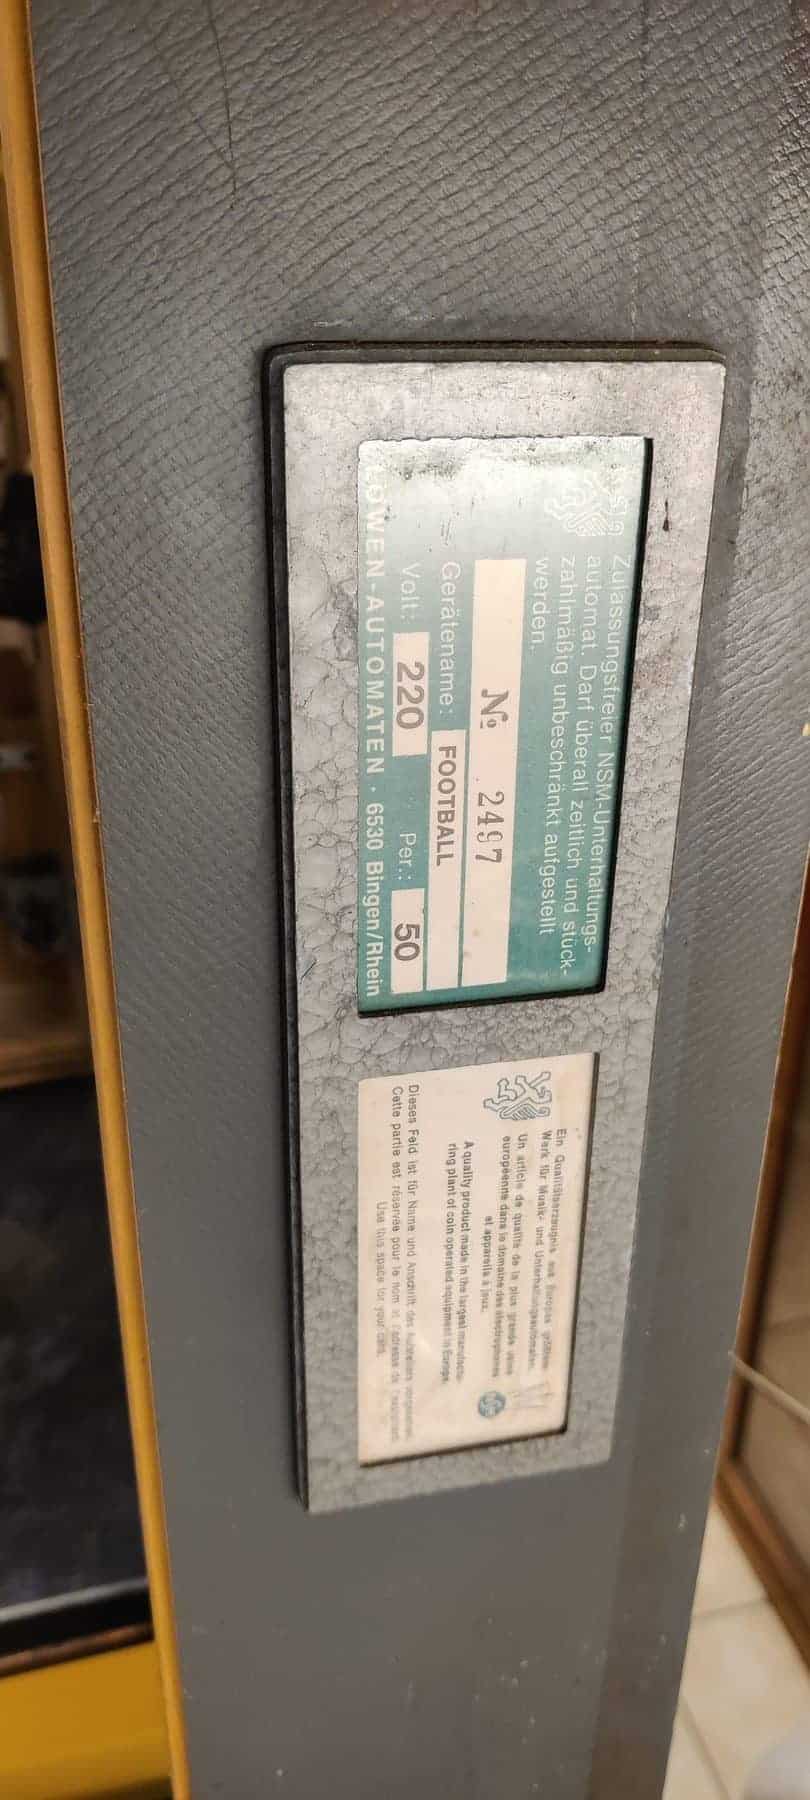 Zulassungsfreier NSM-Unterhaltungs-
automat. Darf überall zeitlich und stück-
zahlmäßig unbeschränkt aufgestellt
werden.
№ 2497
Gerätename: FOOTBALL
Volt: 220 Per.: 50
LÖWEN-AUTOMATEN · 6530 Bingen/Rhein
Ein Qualitätserzeugnis aus Europas größtem
Werk für Musik- und Unterhaltungsautomaten.
Un article de qualité de la plus grande usine
européenne dans le domaine des électrophones
et appareils à jeux.
A quality product made in the largest manufactu-
ring plant of coin operated equipment in Europe.
Dieses Feld ist für Name und Anschrift des Aufstellers vorgesehen.
Cette partie est réservée pour le nom et l'adresse de l'exploitant.
Use this space for your card.